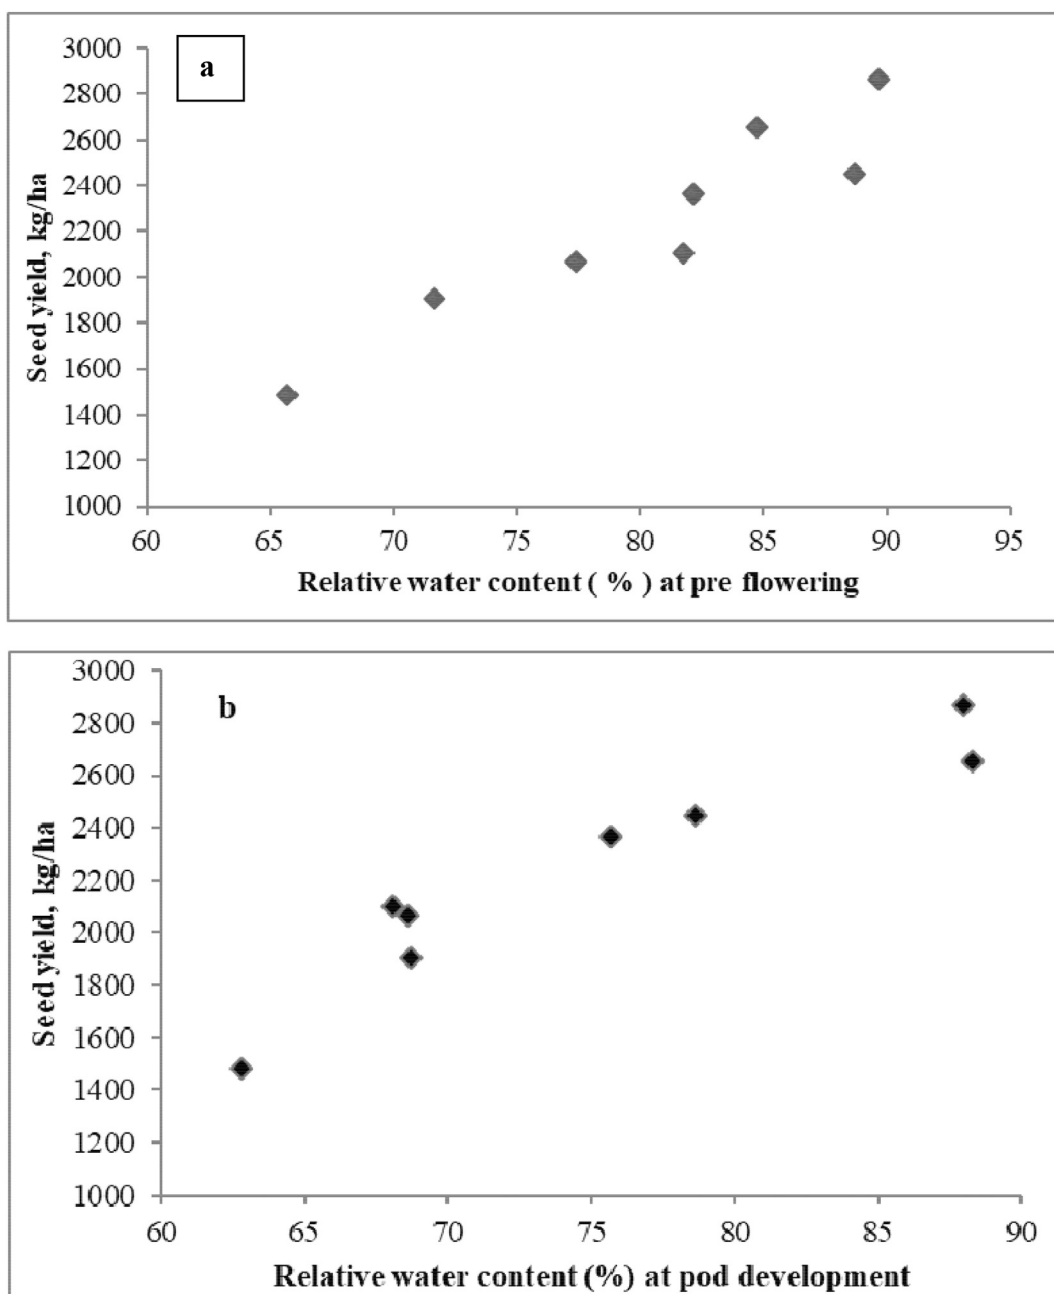 a
Seed yield, kg/ha
3000
2800
2600
2400
2200
2000
1800
1600
1400
1200
1000
60 65 70 75 80 85 90 95
Relative water content ( % ) at pre flowering
b
Seed yield, kg/ha
3000
2800
2600
2400
2200
2000
1800
1600
1400
1200
1000
60 65 70 75 80 85 90
Relative water content (%) at pod development